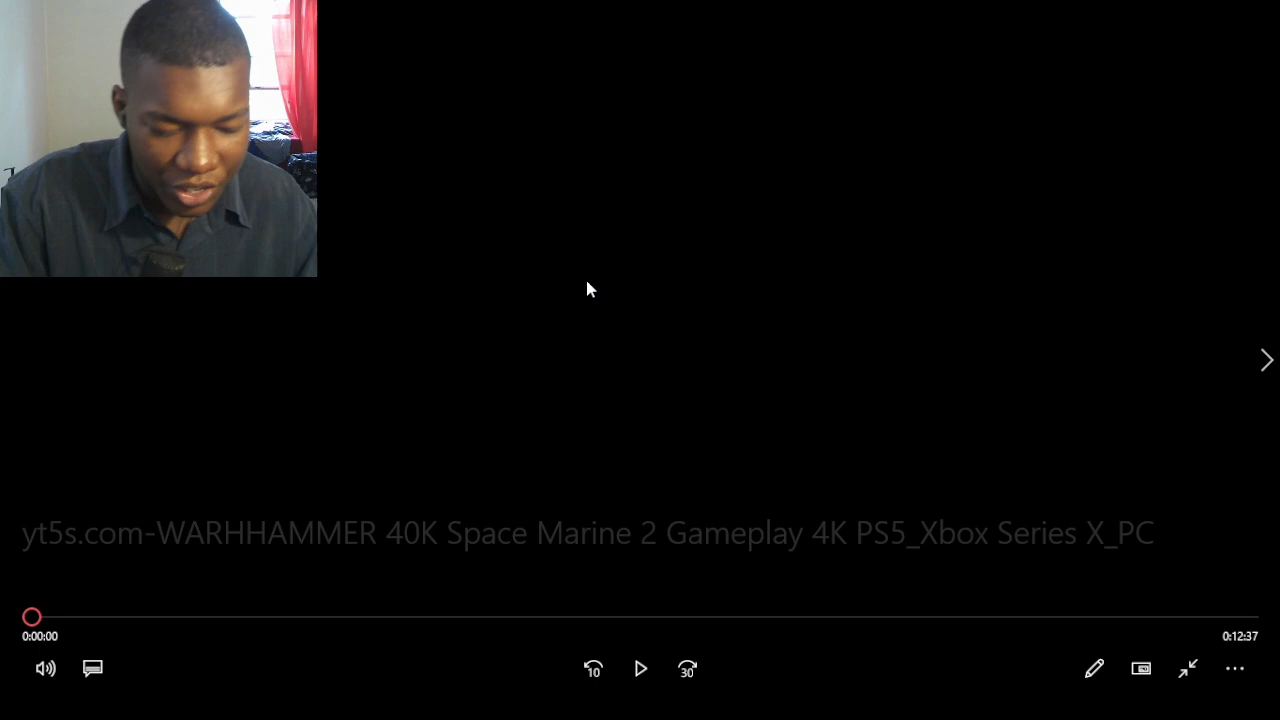 yt5s.com-WARHHAMMER 40K Space Marine 2 Gameplay 4K PS5_Xbox Series X_PC
0:00:00
0:12:37
10
30